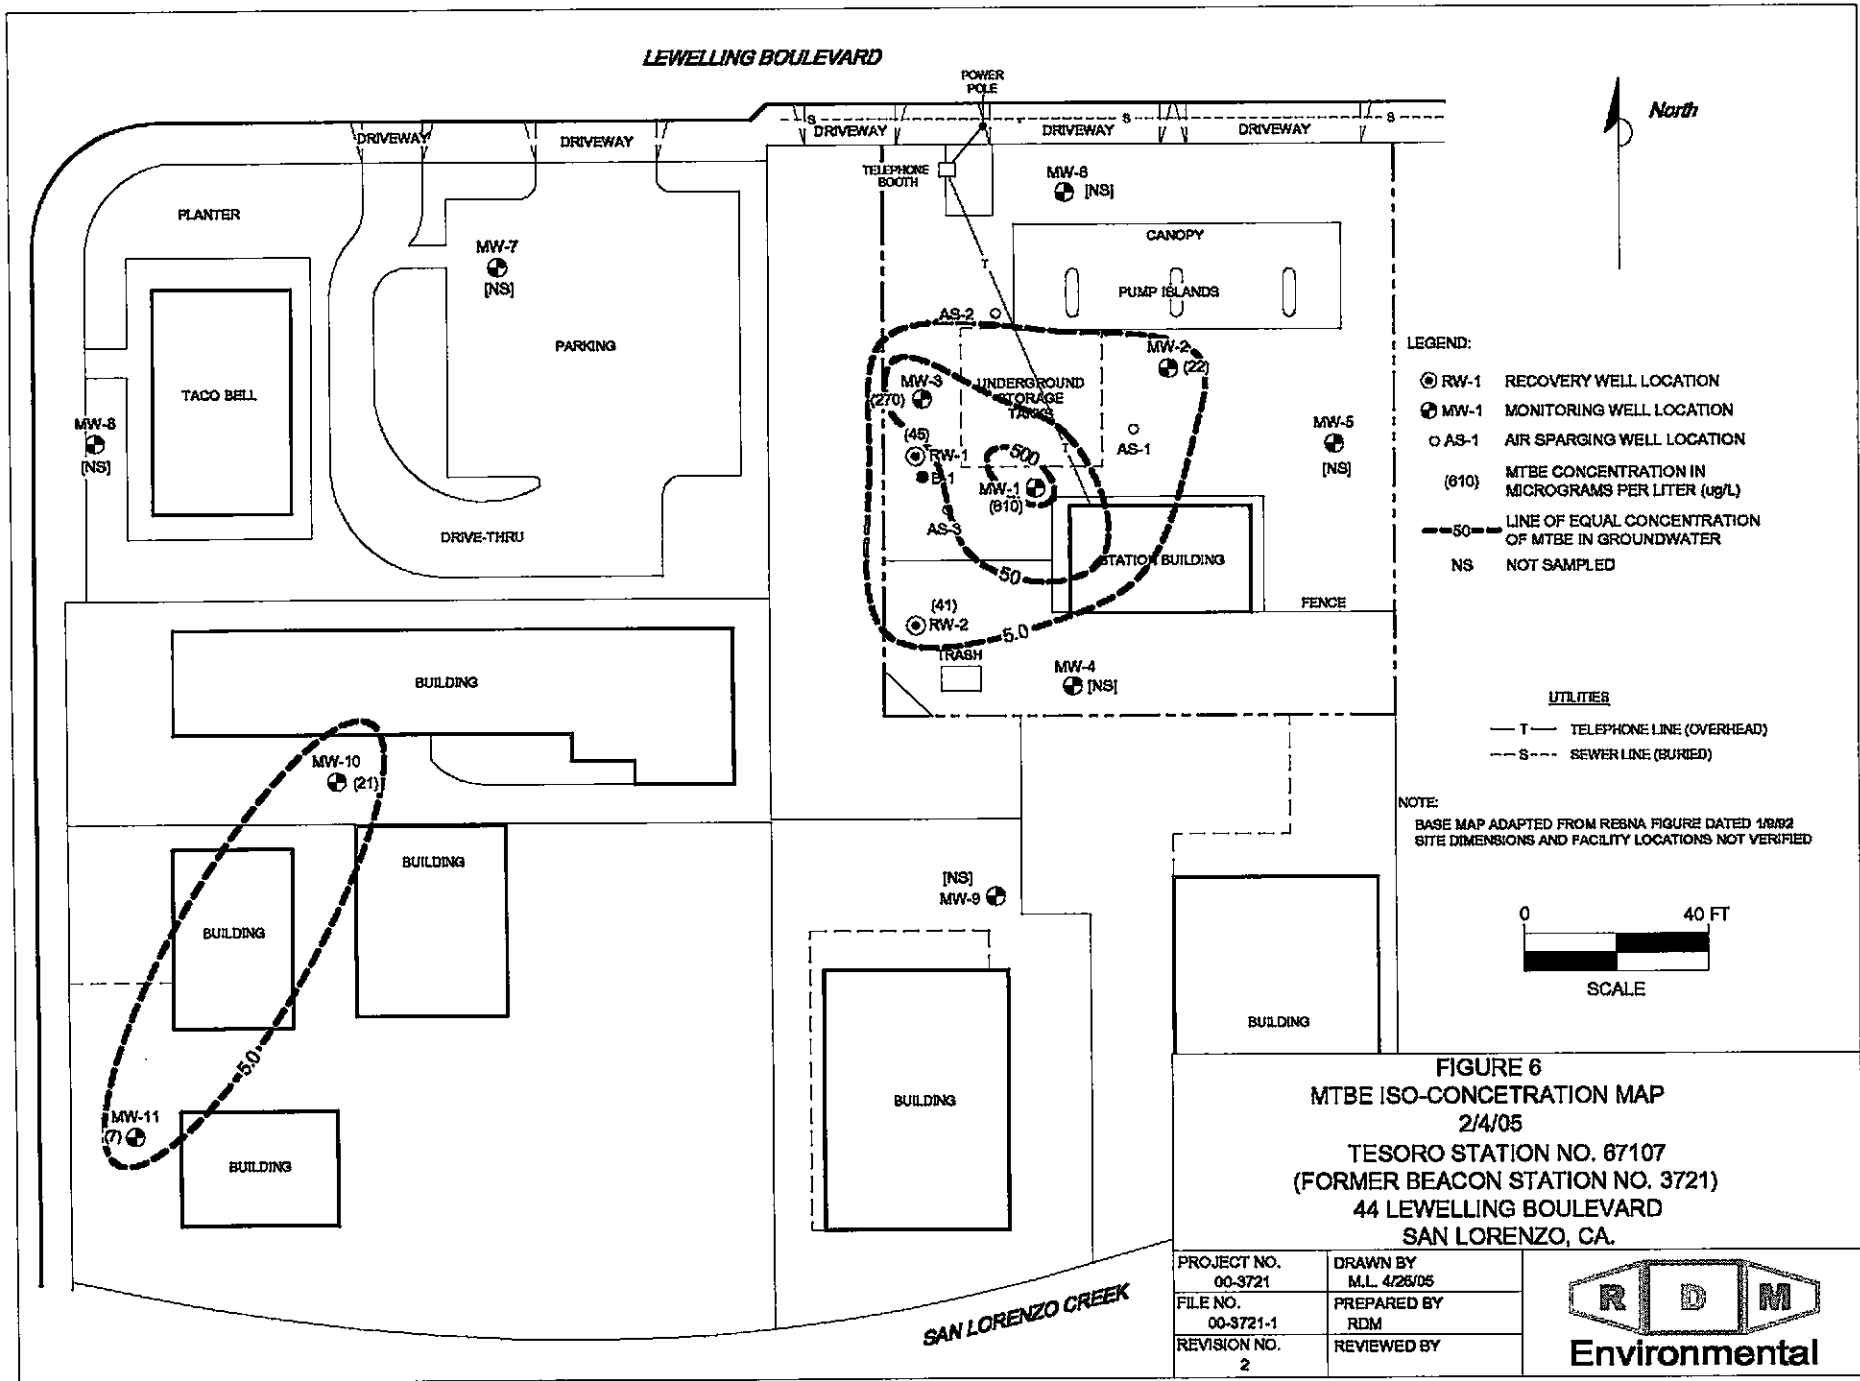 LEWELLING BOULEVARD
POWER
POLE
North
S
S
S
DRIVEWAY
DRIVEWAY
DRIVEWAY
DRIVEWAY
DRIVEWAY
TELEPHONE
BOOTH
MW-6
[NS]
PLANTER
CANOPY
MW-7
[NS]
T
PUMP ISLANDS
AS-2
PARKING
MW-2
(22)
LEGEND:
TACO BELL
MW-3
(270)
UNDERGROUND
STORAGE
TANKS
RW-1 RECOVERY WELL LOCATION
MW-1 MONITORING WELL LOCATION
AS-1 AIR SPARGING WELL LOCATION
(610) MTBE CONCENTRATION IN
MICROGRAMS PER LITER (ug/L)
50 LINE OF EQUAL CONCENTRATION
OF MTBE IN GROUNDWATER
NS NOT SAMPLED
MW-8
[NS]
(45)
RW-1
B-1
T
AS-1
MW-5
[NS]
500
MW-1
(610)
AS-3
DRIVE-THRU
50
STATION BUILDING
FENCE
(41)
RW-2
5.0
TRASH
MW-4
[NS]
BUILDING
UTILITIES
T TELEPHONE LINE (OVERHEAD)
S SEWER LINE (BURIED)
MW-10
(21)
NOTE:
BASE MAP ADAPTED FROM RESNA FIGURE DATED 1/9/92
SITE DIMENSIONS AND FACILITY LOCATIONS NOT VERIFIED
BUILDING
BUILDING
[NS]
MW-9
0 40 FT
SCALE
BUILDING
5.0
BUILDING
MW-11
(7)
BUILDING
SAN LORENZO CREEK
FIGURE 6
MTBE ISO-CONCETRATION MAP
2/4/05
TESORO STATION NO. 67107
(FORMER BEACON STATION NO. 3721)
44 LEWELLING BOULEVARD
SAN LORENZO, CA.
PROJECT NO.
00-3721
DRAWN BY
M.L. 4/26/05
FILE NO.
00-3721-1
PREPARED BY
RDM
REVISION NO.
2
REVIEWED BY
R D M
Environmental